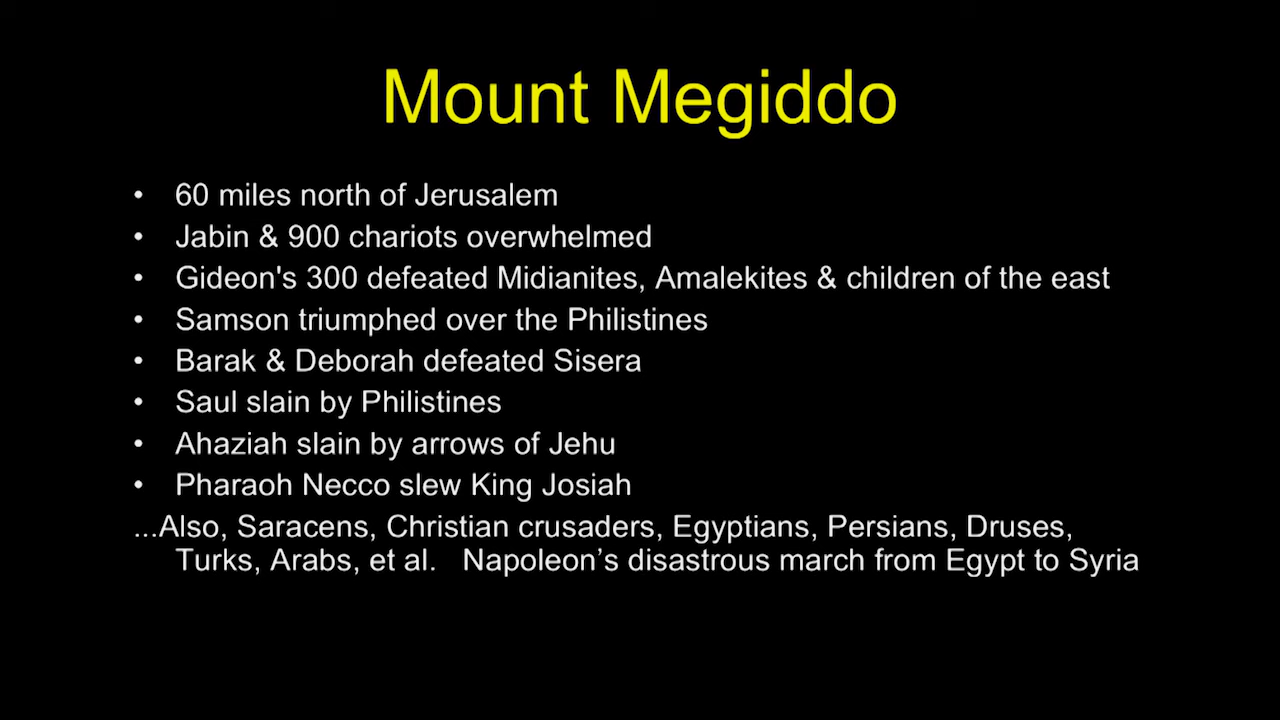 Mount Megiddo
• 60 miles north of Jerusalem
• Jabin & 900 chariots overwhelmed
• Gideon's 300 defeated Midianites, Amalekites & children of the east
• Samson triumphed over the Philistines
• Barak & Deborah defeated Sisera
• Saul slain by Philistines
• Ahaziah slain by arrows of Jehu
• Pharaoh Necco slew King Josiah
...Also, Saracens, Christian crusaders, Egyptians, Persians, Druses,
Turks, Arabs, et al. Napoleon’s disastrous march from Egypt to Syria